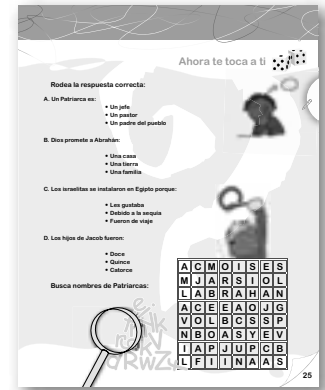 Ahora te toca a ti
Rodea la respuesta correcta:
A. Un Patriarca es:
• Un jefe
• Un pastor
• Un padre del pueblo
B. Dios promete a Abrahán:
• Una casa
• Una tierra
• Una familia
C. Los israelitas se instalaron en Egipto porque:
• Les gustaba
• Debido a la sequia
• Fueron de viaje
D. Los hijos de Jacob fueron:
• Doce
• Quince
• Catorce
Busca nombres de Patriarcas:
A C M O I S E S
M J A R S I O L
L A B R A H A N
A C E E A O J G
V O L B C S S P
N B O A S Y E V
I A P J U P C B
L F I I N A A S
25